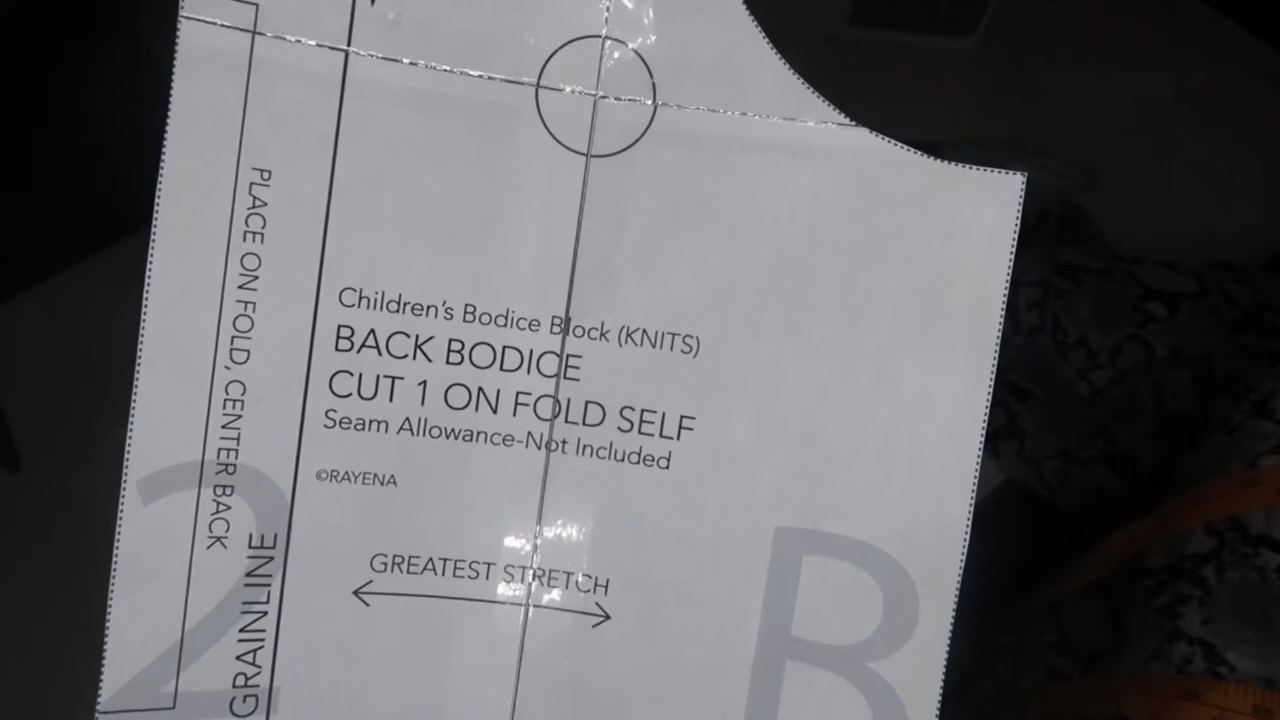 PLACE ON FOLD, CENTER BACK
GRAINLINE
Children's Bodice Block (KNITS)
BACK BODICE
CUT 1 ON FOLD SELF
Seam Allowance-Not Included
©RAYENA
GREATEST STRETCH
2
B